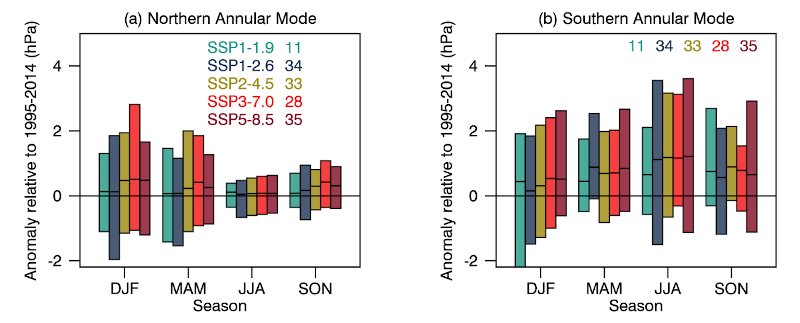 (a) Northern Annular Mode
Anomaly relative to 1995-2014 (hPa)
4
2
0
-2
SSP1-1.9 11
SSP1-2.6 34
SSP2-4.5 33
SSP3-7.0 28
SSP5-8.5 35
DJF MAM JJA SON
Season
(b) Southern Annular Mode
Anomaly relative to 1995-2014 (hPa)
4
2
0
-2
11 34 33 28 35
DJF MAM JJA SON
Season